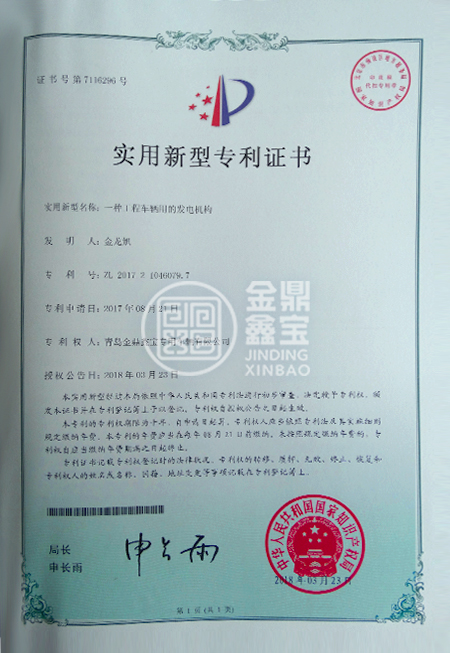 证书号第7116296号
实用新型专利证书
实用新型名称：一种工程车辆用的发电机构
发明人：金龙旗
专利号：ZL 2017 2 1046079.7
专利申请日：2017年08月21日
专利权人：青岛金鼎鑫宝专用
有限公司
金鼎
鑫宝
JINDING
XINBAO
授权公告日：2018年03月23日
本实用新型经过本局依照中华人民共和国专利法进行初步审查，决定授予专利权，颁
发本证书并在专利登记簿上予以登记，专利权自授权公告之日起生效。
本专利的专利权期限为十年，自申请日起算。专利权人应当依照专利法及其实施细则
规定缴纳年费。本专利的年费应当在每年08月21日前缴纳。未按照规定缴纳年费的，专
利权自应当缴纳年费期满之日起终止。
专利证书记载专利权登记时的法律状况。专利权的转移、质押、无效、终止、恢复和
专利权人的姓名或名称、国籍、地址变更等事项记载在专利登记簿上。
局长
申长雨
申长雨
中华人民共和国国家知识产权局
2018年03月23日
第1页（共1页）